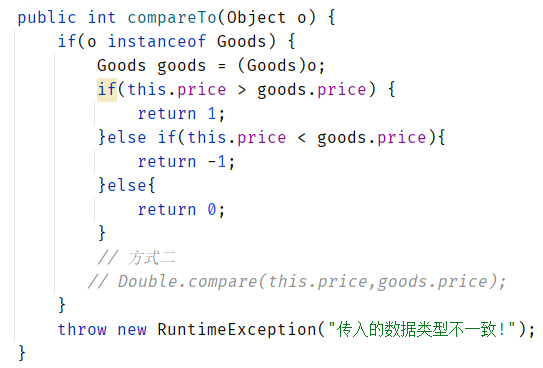 public int compareTo(Object o) {
    if(o instanceof Goods) {
        Goods goods = (Goods)o;
        if(this.price > goods.price) {
            return 1;
        }else if(this.price < goods.price){
            return -1;
        }else{
            return 0;
        }
        // 方式二
       // Double.compare(this.price,goods.price);
    }
    throw new RuntimeException("传入的数据类型不一致!");
}